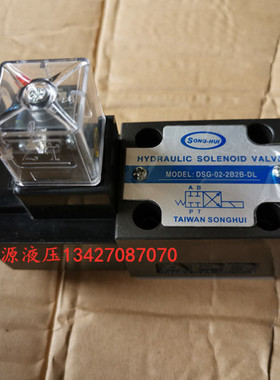 SONG-HUI
HYDRAULIC SOLENOID VALVE
MODEL: DSG-02-2B2B-DL
A B
P T
TAIWAN SONGHUI
源液压13427087070